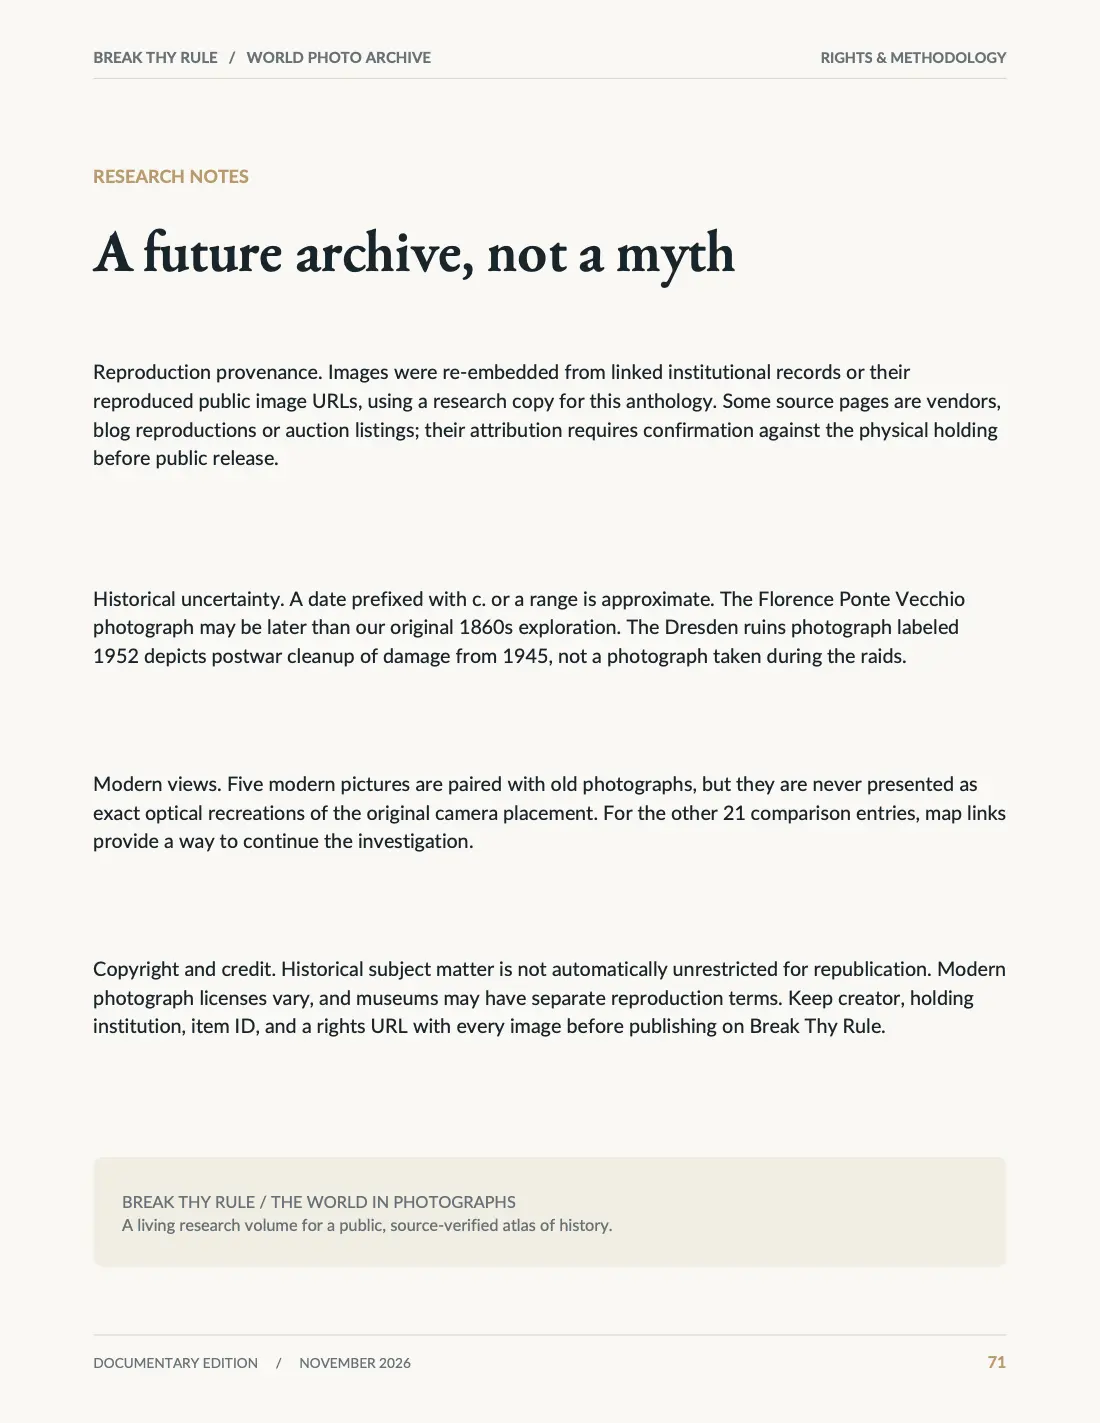 BREAK THY RULE / WORLD PHOTO ARCHIVE
RIGHTS & METHODOLOGY
RESEARCH NOTES
A future archive, not a myth
Reproduction provenance. Images were re-embedded from linked institutional records or their
reproduced public image URLs, using a research copy for this anthology. Some source pages are vendors,
blog reproductions or auction listings; their attribution requires confirmation against the physical holding
before public release.
Historical uncertainty. A date prefixed with c. or a range is approximate. The Florence Ponte Vecchio
photograph may be later than our original 1860s exploration. The Dresden ruins photograph labeled
1952 depicts postwar cleanup of damage from 1945, not a photograph taken during the raids.
Modern views. Five modern pictures are paired with old photographs, but they are never presented as
exact optical recreations of the original camera placement. For the other 21 comparison entries, map links
provide a way to continue the investigation.
Copyright and credit. Historical subject matter is not automatically unrestricted for republication. Modern
photograph licenses vary, and museums may have separate reproduction terms. Keep creator, holding
institution, item ID, and a rights URL with every image before publishing on Break Thy Rule.
BREAK THY RULE / THE WORLD IN PHOTOGRAPHS
A living research volume for a public, source-verified atlas of history.
DOCUMENTARY EDITION / NOVEMBER 2026
71